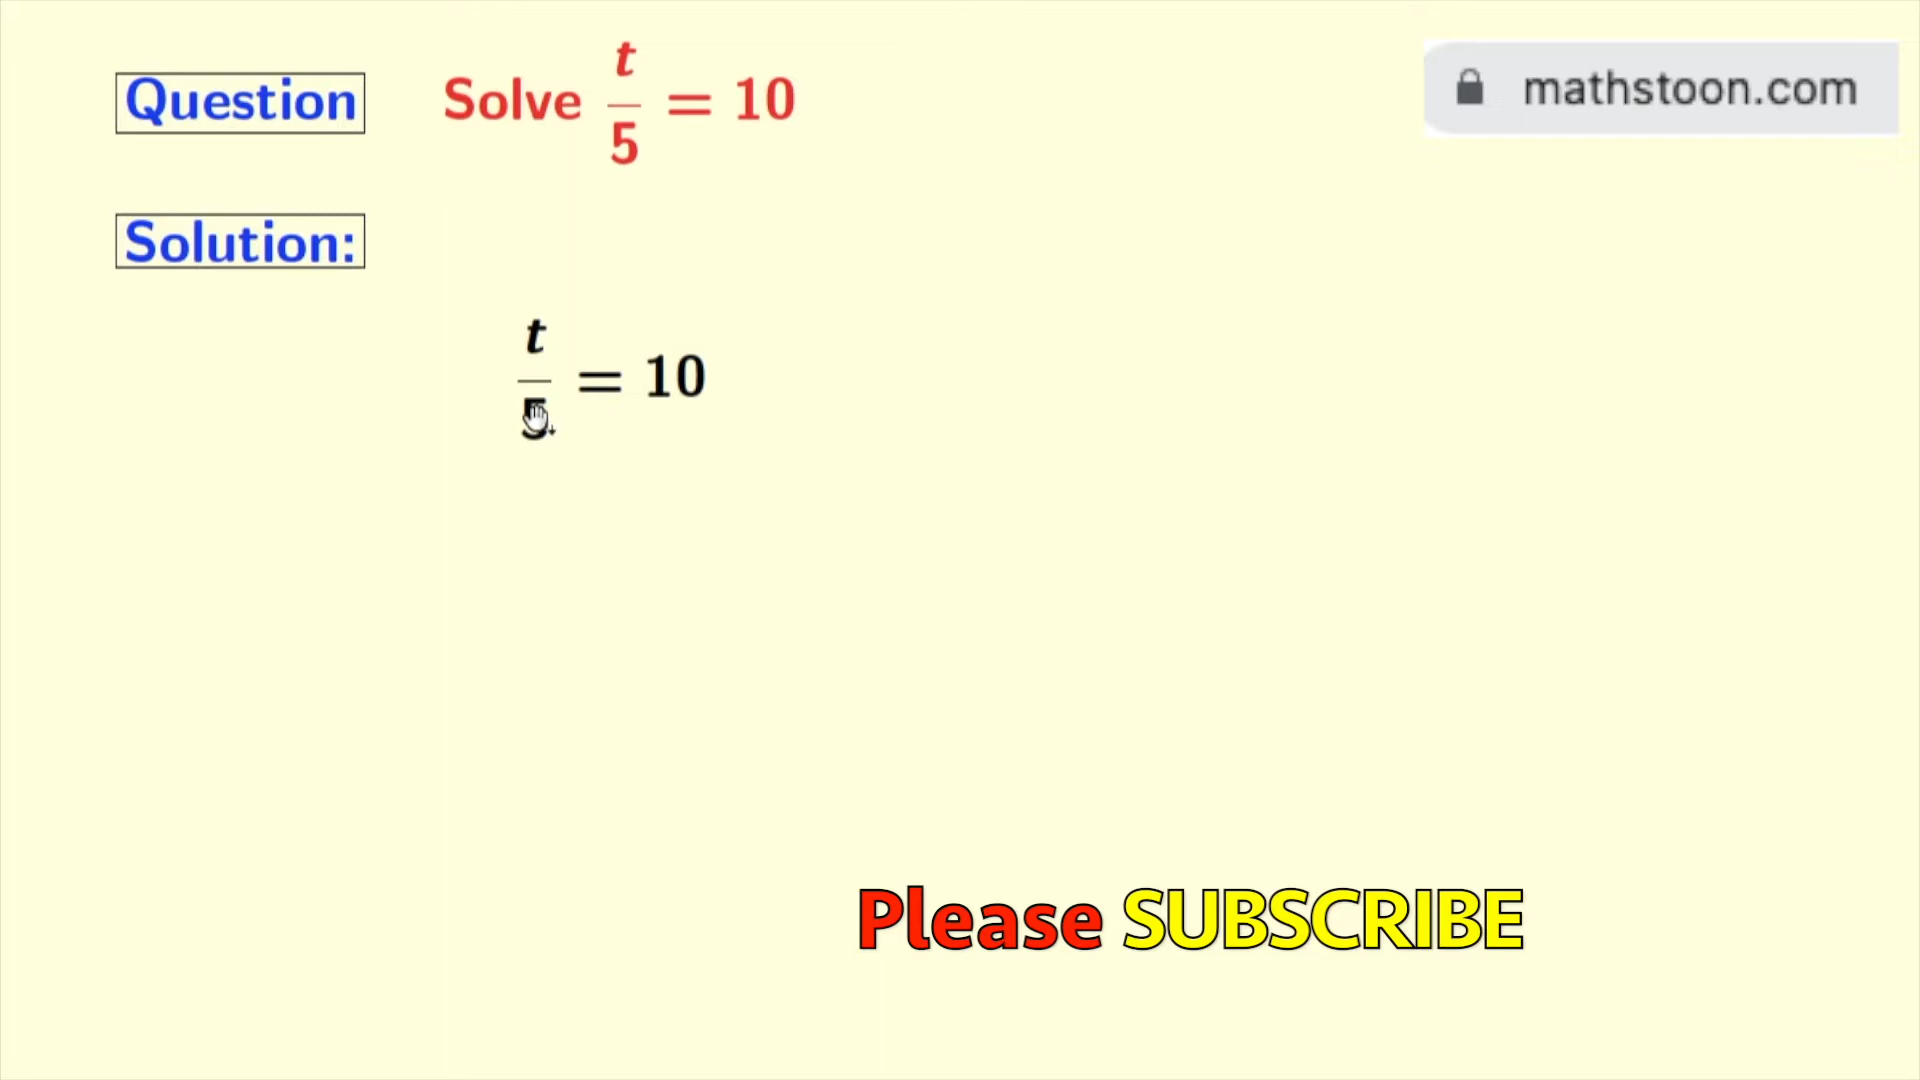 Question Solve t/5 = 10 mathstoon.com
Solution:
t/5 = 10
Please SUBSCRIBE